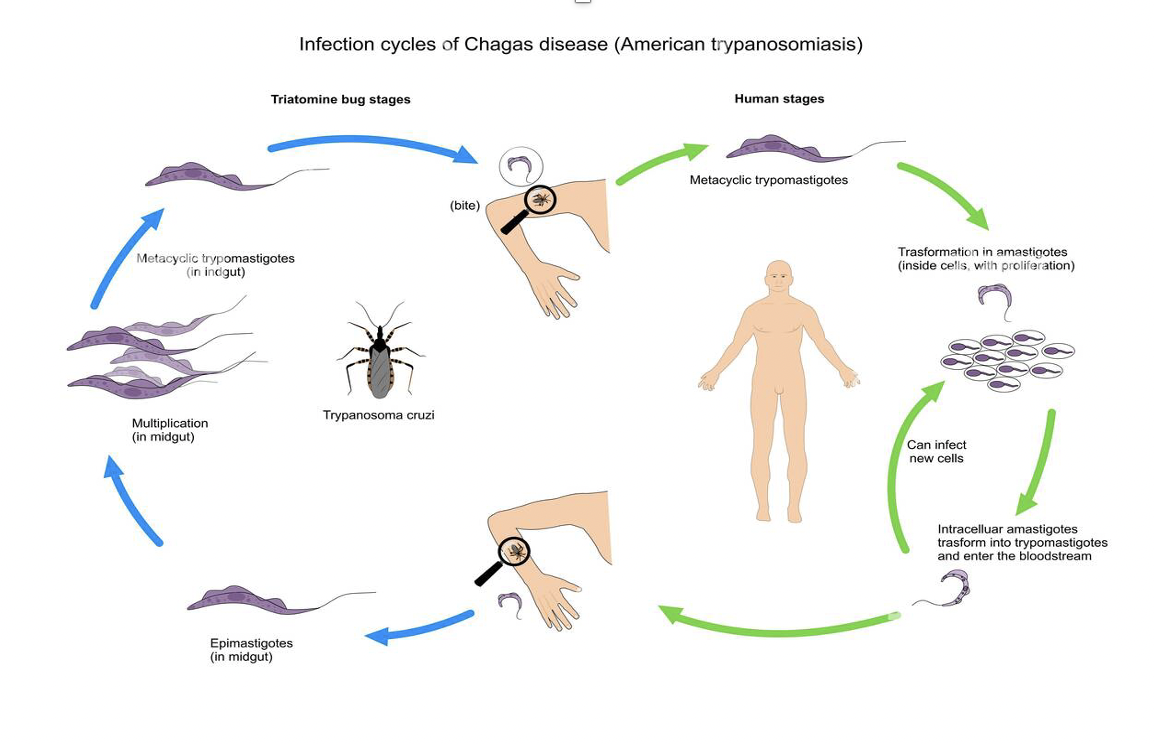 Infection cycles of Chagas disease (American trypanosomiasis)
Triatomine bug stages
Human stages
(bite)
Metacyclic trypomastigotes
Trasformation in amastigotes
(inside cells, with proliferation)
Metacyclic trypomastigotes
(in indgut)
Multiplication
(in midgut)
Trypanosoma cruzi
Can infect
new cells
Intracelluar amastigotes
trasform into trypomastigotes
and enter the bloodstream
Epimastigotes
(in midgut)